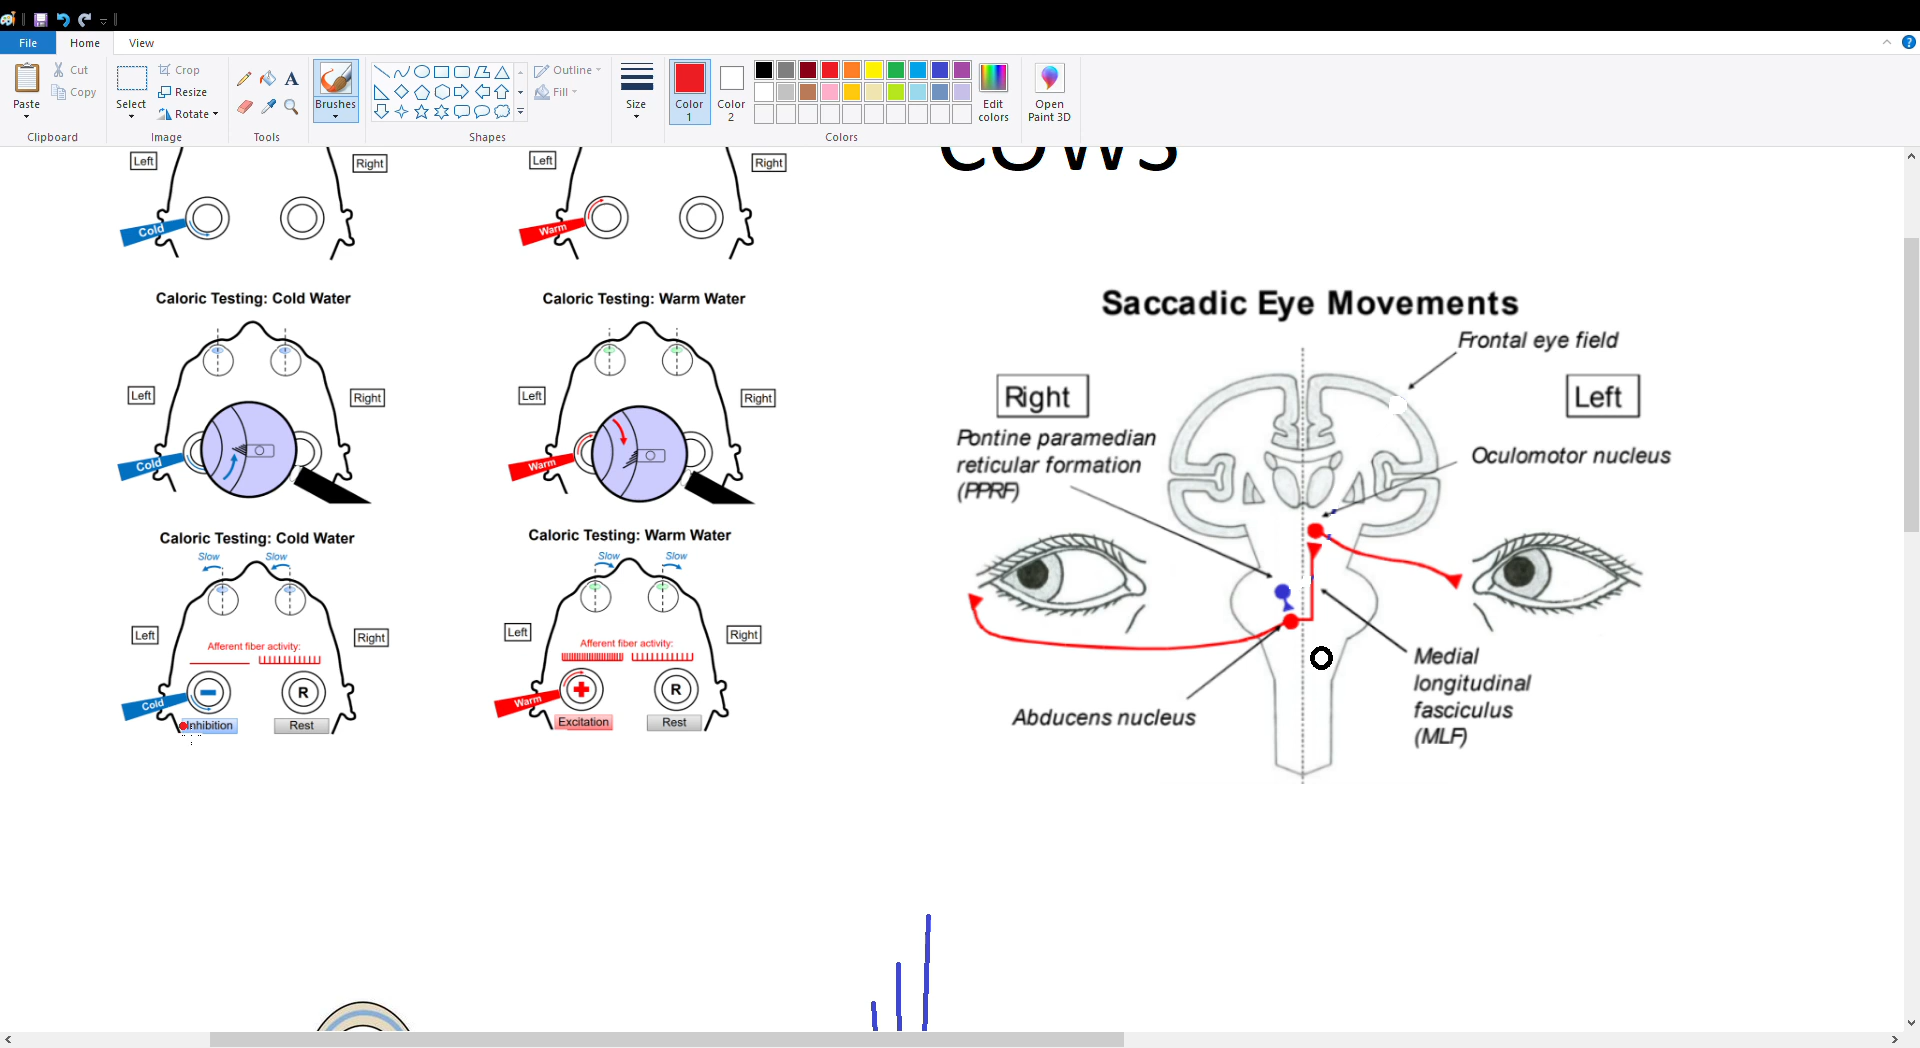 File
Home
View
Paste
Cut
Copy
Clipboard
Select
Crop
Resize
Rotate
Image
A
Tools
Brushes
Outline
Fill
Shapes
Size
Color
1
Color
2
Edit
colors
Colors
Open
Paint 3D
?
COWS
Left
Right
Cold
Left
Right
Warm
Caloric Testing: Cold Water
Left
Right
Cold
Caloric Testing: Warm Water
Left
Right
Warm
Caloric Testing: Cold Water
Slow
Slow
Left
Right
Afferent fiber activity:
R
Cold
Inhibition
Rest
Caloric Testing: Warm Water
Slow
Slow
Left
Right
Afferent fiber activity:
R
Warm
Excitation
Rest
Saccadic Eye Movements
Frontal eye field
Right
Left
Pontine paramedian
reticular formation
(PPRF)
Oculomotor nucleus
Abducens nucleus
Medial
longitudinal
fasciculus
(MLF)